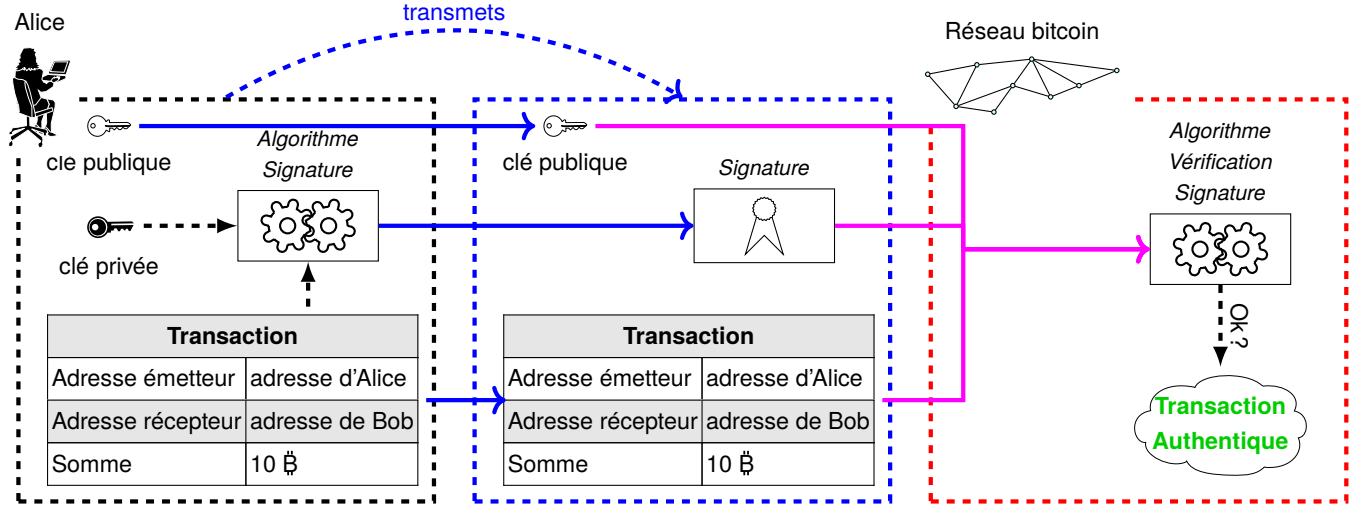 Alice
transmets
Réseau bitcoin
clé publique
Algorithme
Signature
clé privée
Transaction
Adresse émetteur adresse d'Alice
Adresse récepteur adresse de Bob
Somme 10 ₿
clé publique
Signature
Transaction
Adresse émetteur adresse d'Alice
Adresse récepteur adresse de Bob
Somme 10 ₿
Algorithme
Vérification
Signature
Ok ?
Transaction
Authentique